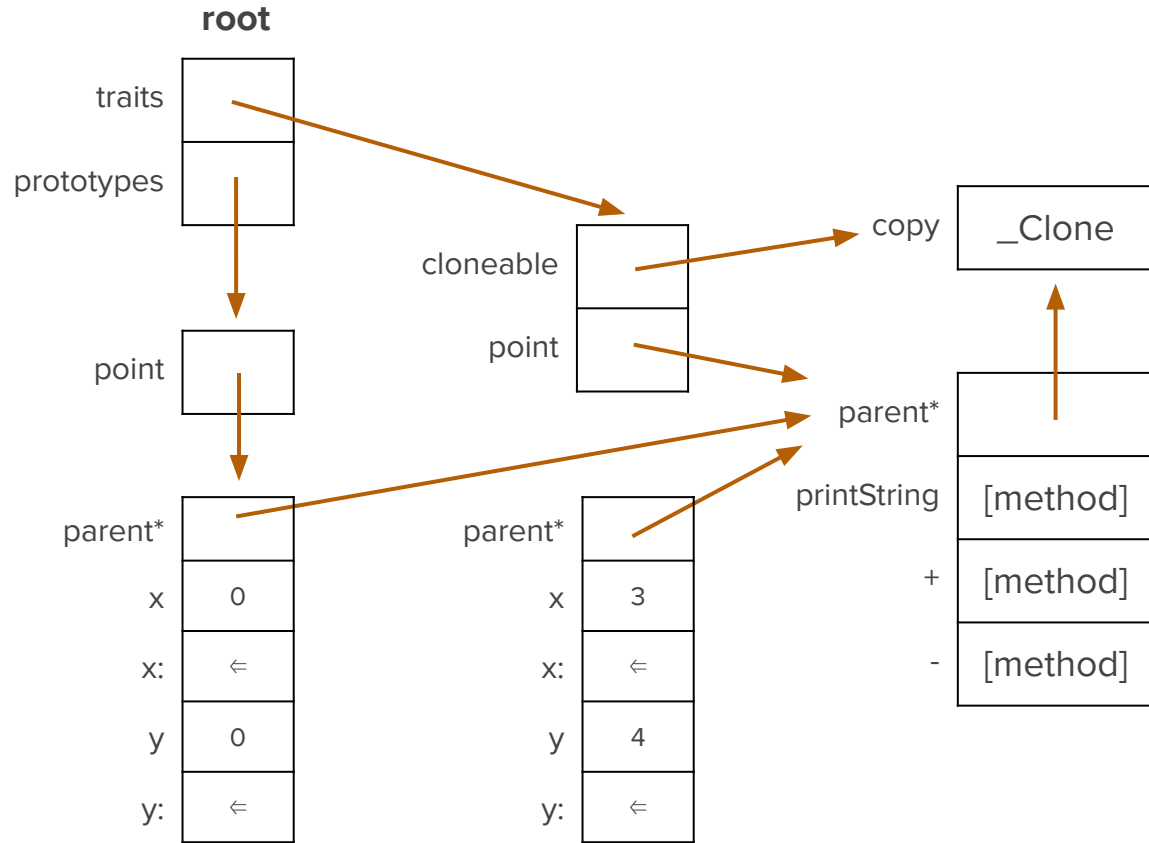 root
traits
prototypes
cloneable
point
copy _Clone
point
parent*
x 0
x: ⇐
y 0
y: ⇐
parent*
x 3
x: ⇐
y 4
y: ⇐
parent*
printString [method]
+ [method]
- [method]